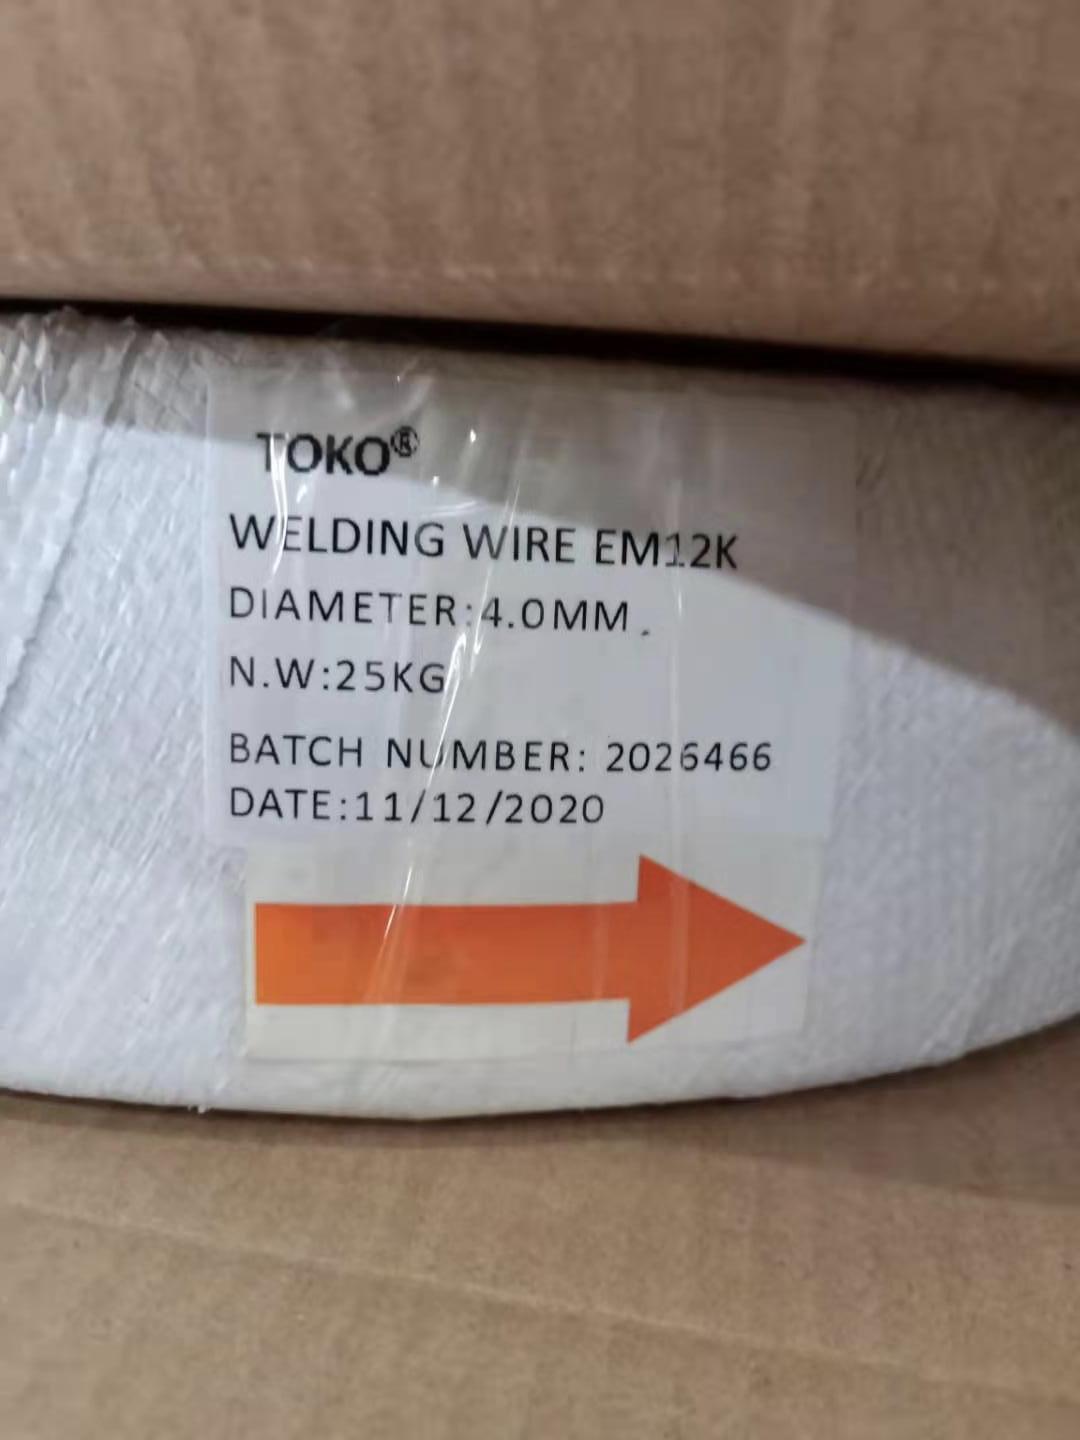 TOKO®
WELDING WIRE EM12K
DIAMETER:4.0MM.
N.W:25KG
BATCH NUMBER: 2026466
DATE:11/12/2020